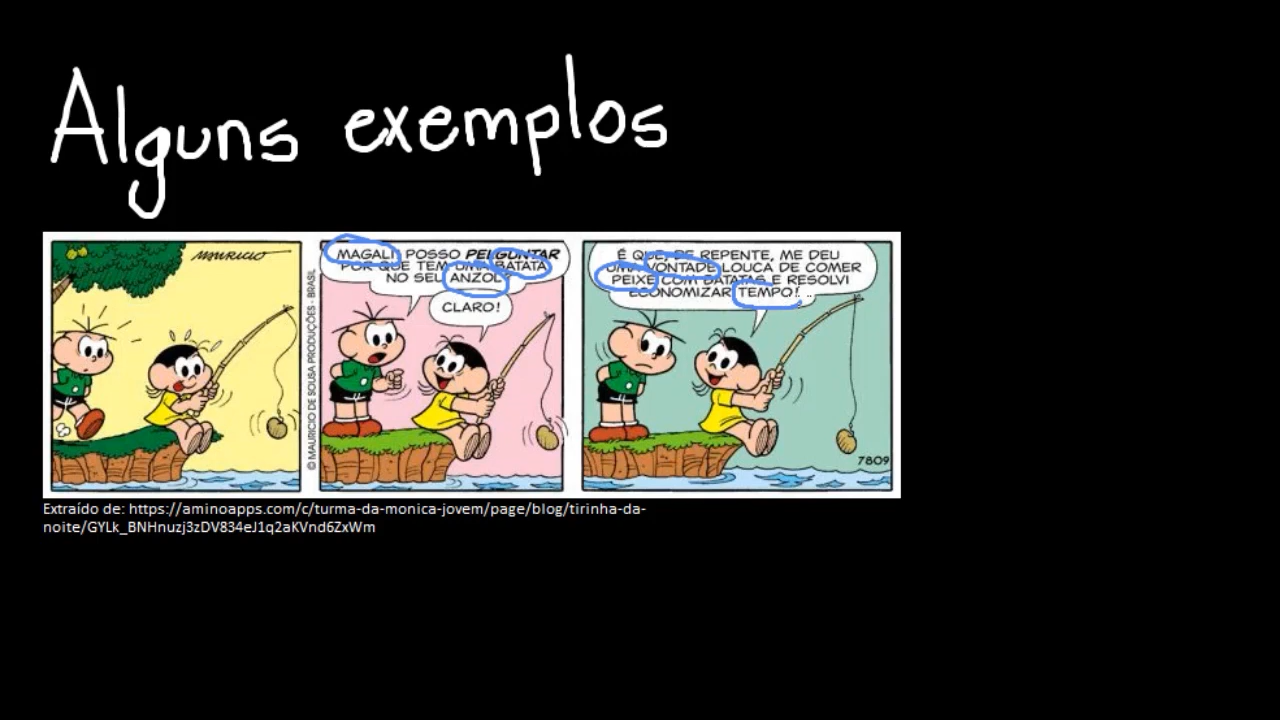 Alguns exemplos
MAURICIO
MAGALI, POSSO PELGUNTAR
POR QUE TEM UMA BATATA
NO SEU ANZOL?
CLARO!
É QUE, DE REPENTE, ME DEU
UMA VONTADE LOUCA DE COMER
PEIXE COM BATATAS E RESOLVI
ECONOMIZAR TEMPO!...
© MAURICIO DE SOUSA PRODUÇÕES - BRASIL
7809
Extraído de: https://aminoapps.com/c/turma-da-monica-jovem/page/blog/tirinha-da-
noite/GYLk_BNHnuzj3zDV834eJ1q2aKVnd6ZxWm